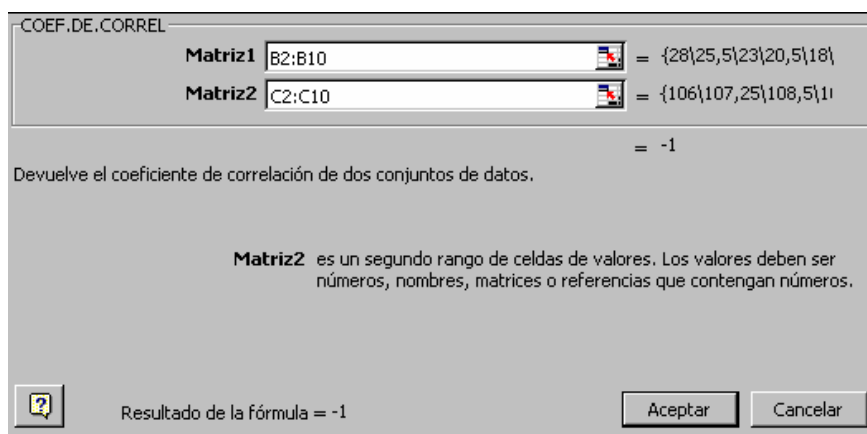 COEF.DE.CORREL
Matriz1 B2:B10 = {28\25,5\23\20,5\18\
Matriz2 C2:C10 = {106\107,25\108,5\1
= -1
Devuelve el coeficiente de correlación de dos conjuntos de datos.
Matriz2 es un segundo rango de celdas de valores. Los valores deben ser
números, nombres, matrices o referencias que contengan números.
Resultado de la fórmula = -1
Aceptar
Cancelar